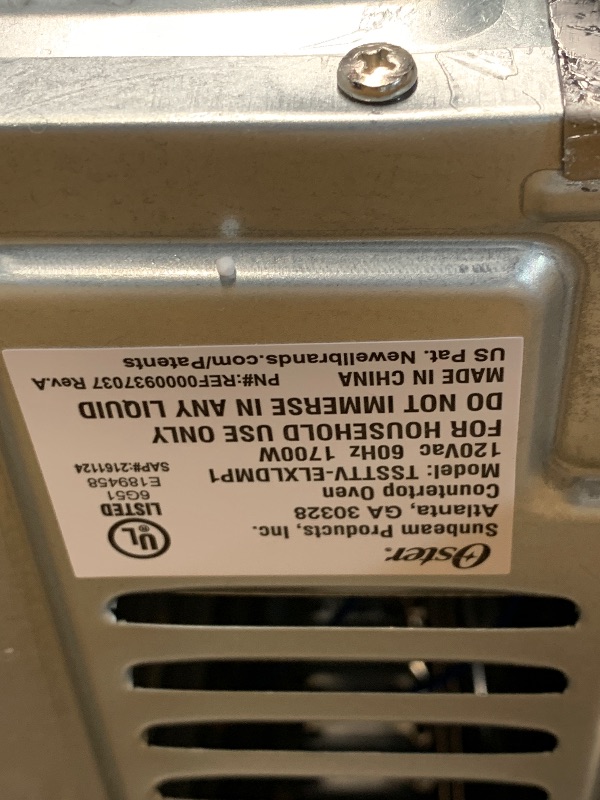 Oster®
Sunbeam Products, Inc.
Atlanta, GA 30328
Countertop Oven
Model: TSSTTV-ELXLDMP1
120Vac 60Hz 1700W
FOR HOUSEHOLD USE ONLY
DO NOT IMMERSE IN ANY LIQUID
MADE IN CHINA PN#:REF0000937037 Rev.A
US Pat. Newellbrands.com/Patents
UL®
LISTED
6G51
E189458
SAP#:2161124